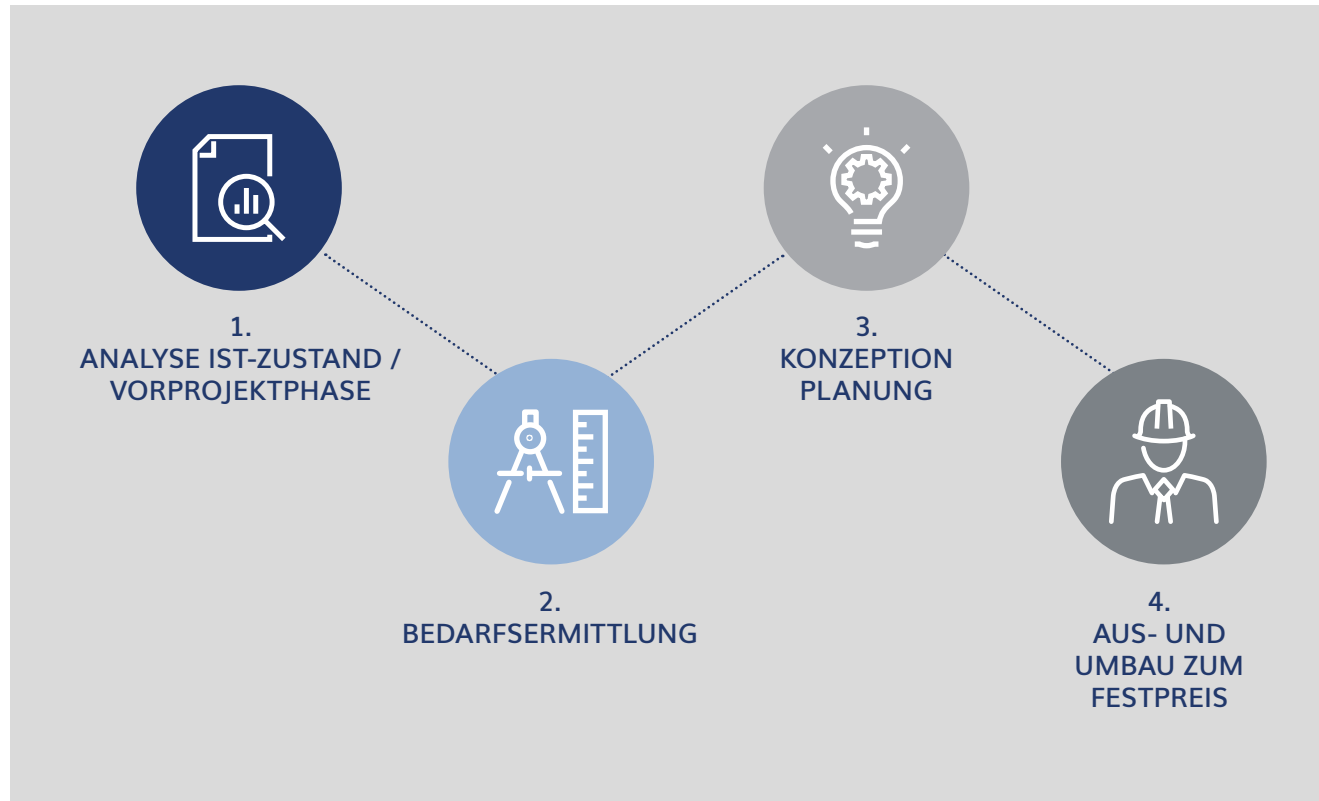 1.
ANALYSE IST-ZUSTAND /
VORPROJEKTPHASE
2.
BEDARFSERMITTLUNG
3.
KONZEPTION
PLANUNG
4.
AUS- UND
UMBAU ZUM
FESTPREIS